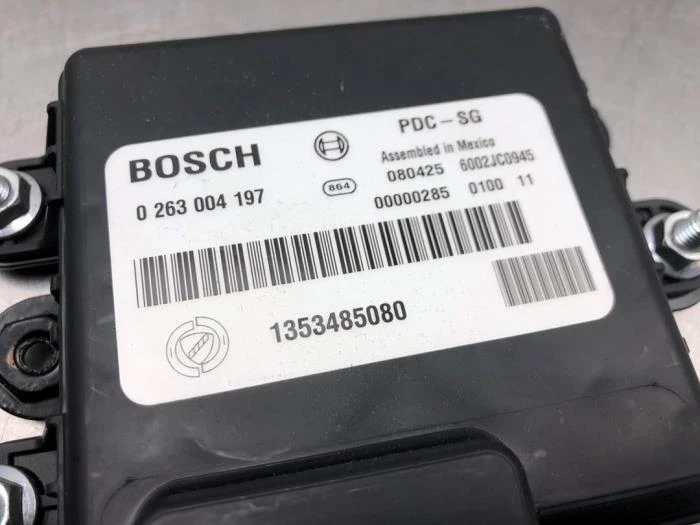 BOSCH
PDC-SG
Assembled in Mexico
0 263 004 197
864
080425 6002JC0945
00000285 0100 11
1353485080